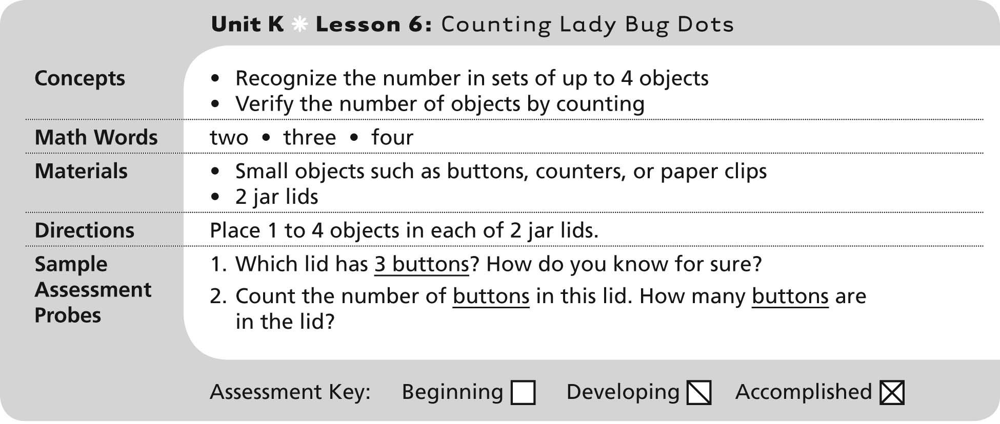 Unit K * Lesson 6: Counting Lady Bug Dots
Concepts
• Recognize the number in sets of up to 4 objects
• Verify the number of objects by counting
Math Words
two • three • four
Materials
• Small objects such as buttons, counters, or paper clips
• 2 jar lids
Directions
Place 1 to 4 objects in each of 2 jar lids.
Sample
Assessment
Probes
1. Which lid has 3 buttons? How do you know for sure?
2. Count the number of buttons in this lid. How many buttons are
in the lid?
Assessment Key: Beginning Developing Accomplished